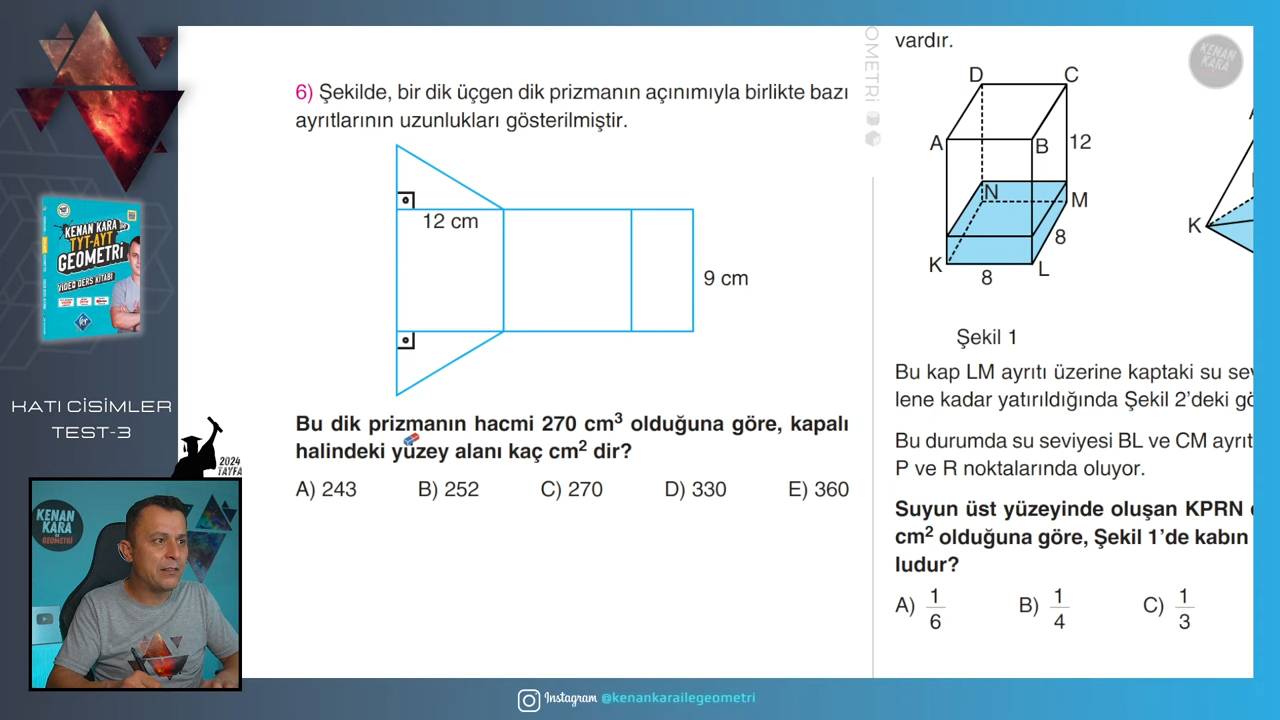 KENAN KARA
TYT-AYT
GEOMETRİ
VİDEO DERS KİTABI
KATI CİSİMLER
TEST-3
2024
TAYFA
KENAN
KARA
GEOMETRİ
6) Şekilde, bir dik üçgen dik prizmanın açınımıyla birlikte bazı
ayrıtlarının uzunlukları gösterilmiştir.
12 cm
9 cm
Bu dik prizmanın hacmi 270 cm³ olduğuna göre, kapalı
halindeki yüzey alanı kaç cm² dir?
A) 243 B) 252 C) 270 D) 330 E) 360
OMETRİ
vardır.
KENAN
KARA
D C
A B 12
N M
K 8
8 L
K
Şekil 1
Bu kap LM ayrıtı üzerine kaptaki su sev
lene kadar yatırıldığında Şekil 2’deki gö
Bu durumda su seviyesi BL ve CM ayrıt
P ve R noktalarında oluyor.
Suyun üst yüzeyinde oluşan KPRN
cm² olduğuna göre, Şekil 1’de kabın
ludur?
A) 1/6 B) 1/4 C) 1/3
Instagram @kenankarailegeometri